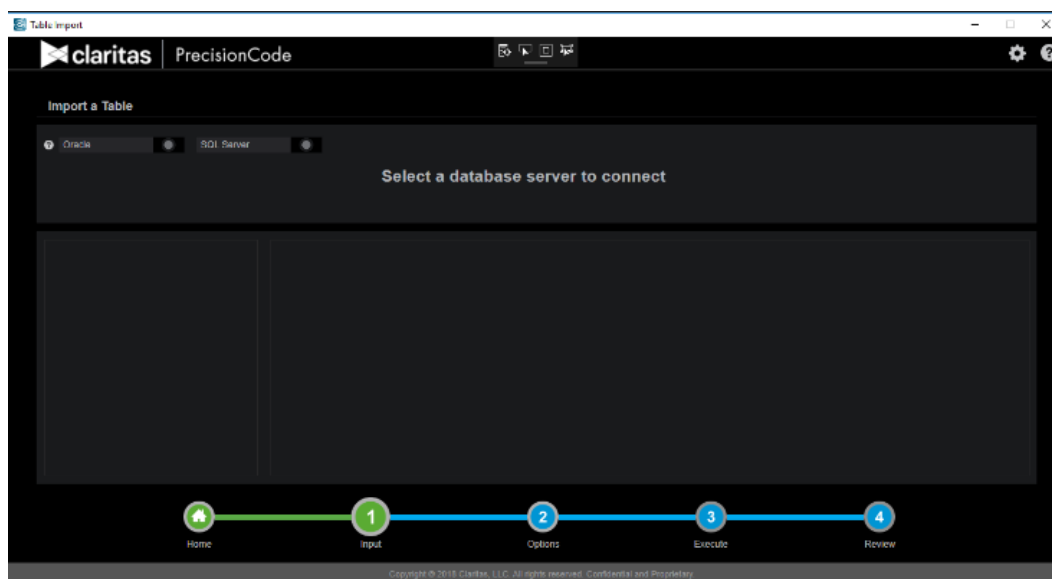 Table Import
claritas PrecisionCode
Import a Table
Oracle SQL Server
Select a database server to connect
1 2 3 4
Home Input Options Execute Review
Copyright © 2018 Claritas, LLC. All rights reserved. Confidential and Proprietary